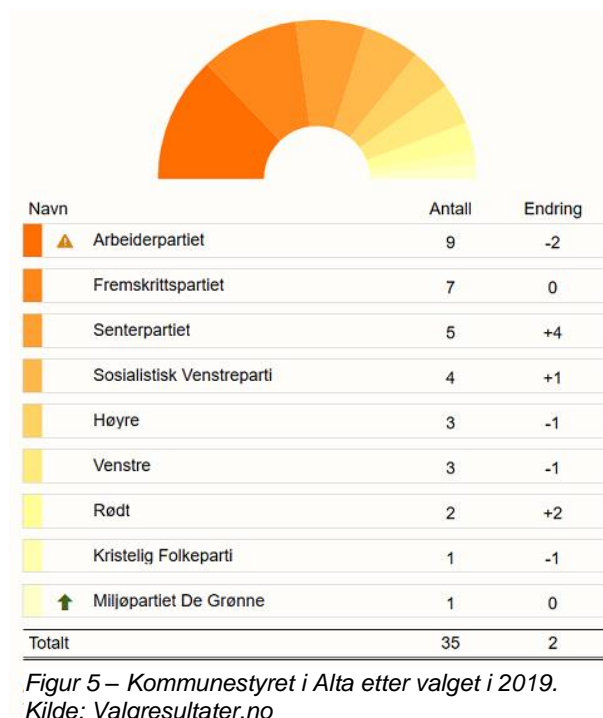 Navn Antall Endring
Arbeiderpartiet 9 -2
Fremskrittspartiet 7 0
Senterpartiet 5 +4
Sosialistisk Venstreparti 4 +1
Høyre 3 -1
Venstre 3 -1
Rødt 2 +2
Kristelig Folkeparti 1 -1
Miljøpartiet De Grønne 1 0
Totalt 35 2
Figur 5 – Kommunestyret i Alta etter valget i 2019.
Kilde: Valgresultater.no